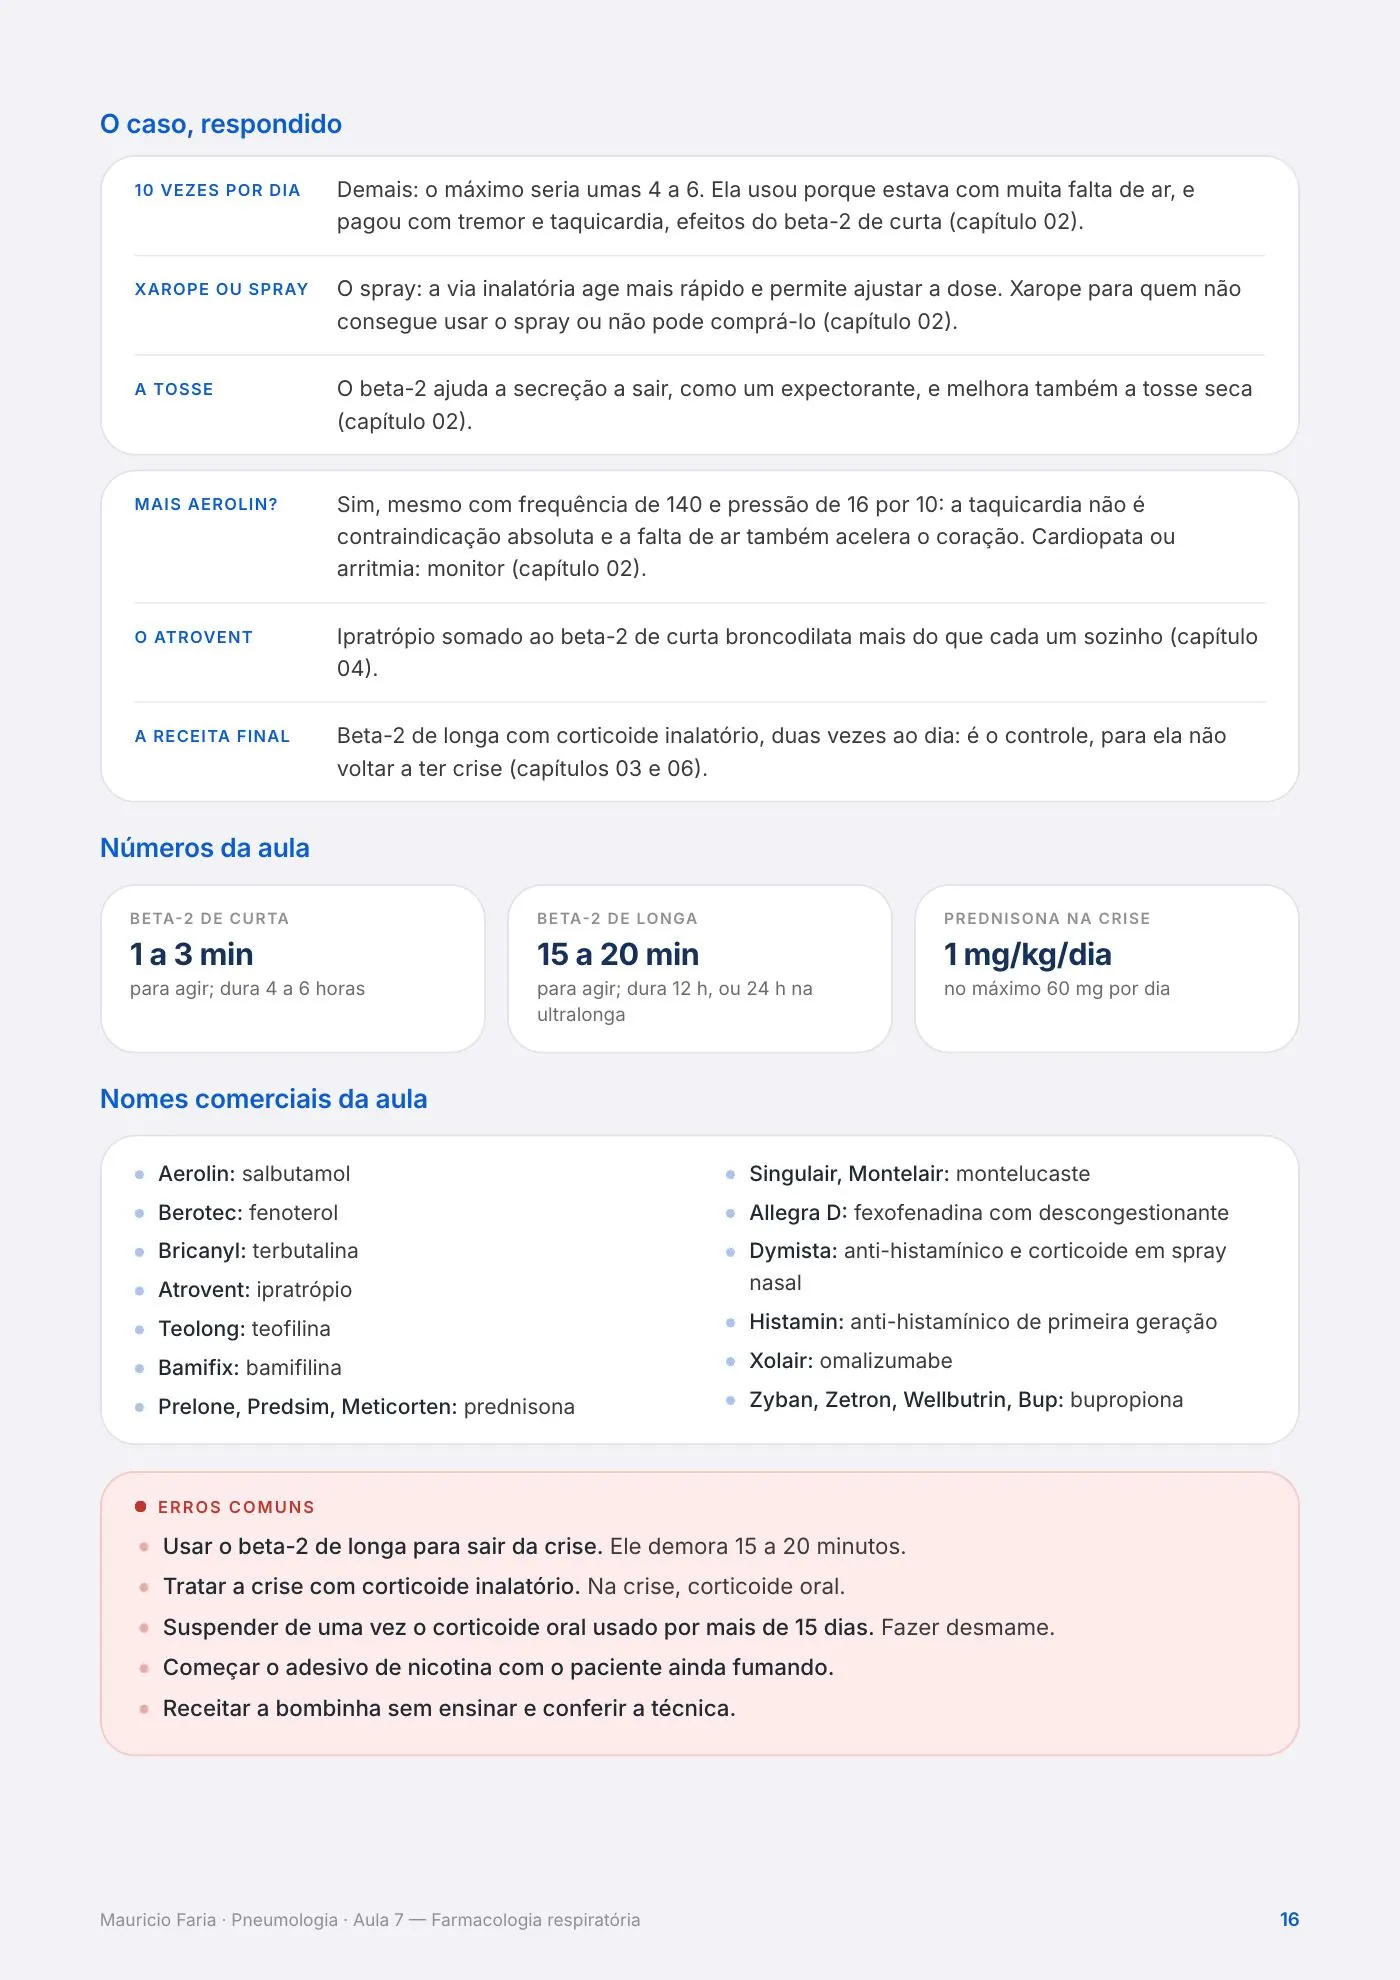 O caso, respondido
10 VEZES POR DIA
Demais: o máximo seria umas 4 a 6. Ela usou porque estava com muita falta de ar, e
pagou com tremor e taquicardia, efeitos do beta-2 de curta (capítulo 02).
XAROPE OU SPRAY
O spray: a via inalatória age mais rápido e permite ajustar a dose. Xarope para quem não
consegue usar o spray ou não pode comprá-lo (capítulo 02).
A TOSSE
O beta-2 ajuda a secreção a sair, como um expectorante, e melhora também a tosse seca
(capítulo 02).
MAIS AEROLIN?
Sim, mesmo com frequência de 140 e pressão de 16 por 10: a taquicardia não é
contraindicação absoluta e a falta de ar também acelera o coração. Cardiopata ou
arritmia: monitor (capítulo 02).
O ATROVENT
Ipratrópio somado ao beta-2 de curta broncodilata mais do que cada um sozinho (capítulo
04).
A RECEITA FINAL
Beta-2 de longa com corticoide inalatório, duas vezes ao dia: é o controle, para ela não
voltar a ter crise (capítulos 03 e 06).
Números da aula
BETA-2 DE CURTA
1 a 3 min
para agir; dura 4 a 6 horas
BETA-2 DE LONGA
15 a 20 min
para agir; dura 12 h, ou 24 h na
ultralonga
PREDNISONA NA CRISE
1 mg/kg/dia
no máximo 60 mg por dia
Nomes comerciais da aula
Aerolin: salbutamol
Berotec: fenoterol
Bricanyl: terbutalina
Atrovent: ipratrópio
Teolong: teofilina
Bamifix: bamifilina
Prelone, Predsim, Meticorten: prednisona
Singulair, Montelair: montelucaste
Allegra D: fexofenadina com descongestionante
Dymista: anti-histamínico e corticoide em spray
nasal
Histamin: anti-histamínico de primeira geração
Xolair: omalizumabe
Zyban, Zetron, Wellbutrin, Bup: bupropiona
ERROS COMUNS
Usar o beta-2 de longa para sair da crise. Ele demora 15 a 20 minutos.
Tratar a crise com corticoide inalatório. Na crise, corticoide oral.
Suspender de uma vez o corticoide oral usado por mais de 15 dias. Fazer desmame.
Começar o adesivo de nicotina com o paciente ainda fumando.
Receitar a bombinha sem ensinar e conferir a técnica.
Mauricio Faria · Pneumologia · Aula 7 — Farmacologia respiratória
16